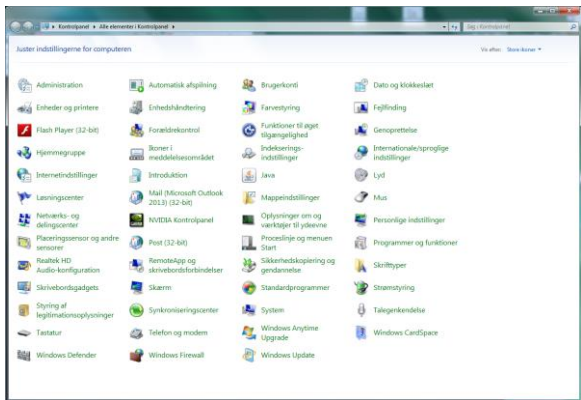 Kontrolpanel ▸ Alle elementer i Kontrolpanel ▸
Søg i Kontrolpanel
Juster indstillingerne for computeren
Vis efter: Store ikoner
Administration
Automatisk afspilning
Brugerkonti
Dato og klokkeslæt
Enheder og printere
Enhedshåndtering
Farvestyring
Fejlfinding
Flash Player (32-bit)
Forældrekontrol
Funktioner til øget
tilgængelighed
Genoprettelse
Hjemmegruppe
Ikoner i
meddelelsesområdet
Indekserings-
indstillinger
Internationale/sproglige
indstillinger
Internetindstillinger
Introduktion
Java
Lyd
Løsningscenter
Mail (Microsoft Outlook
2013) (32-bit)
Mappeindstillinger
Mus
Netværks- og
delingscenter
NVIDIA Kontrolpanel
Oplysninger om og
værktøjer til ydeevne
Personlige indstillinger
Placeringssensor og andre
sensorer
Post (32-bit)
Proceslinje og menuen
Start
Programmer og funktioner
Realtek HD
Audio-konfiguration
RemoteApp og
skrivebordsforbindelser
Sikkerhedskopiering og
gendannelse
Skrifttyper
Skrivebordsgadgets
Skærm
Standardprogrammer
Strømstyring
Styring af
legitimationsoplysninger
Synkroniseringscenter
System
Talegenkendelse
Tastatur
Telefon og modem
Windows Anytime
Upgrade
Windows CardSpace
Windows Defender
Windows Firewall
Windows Update